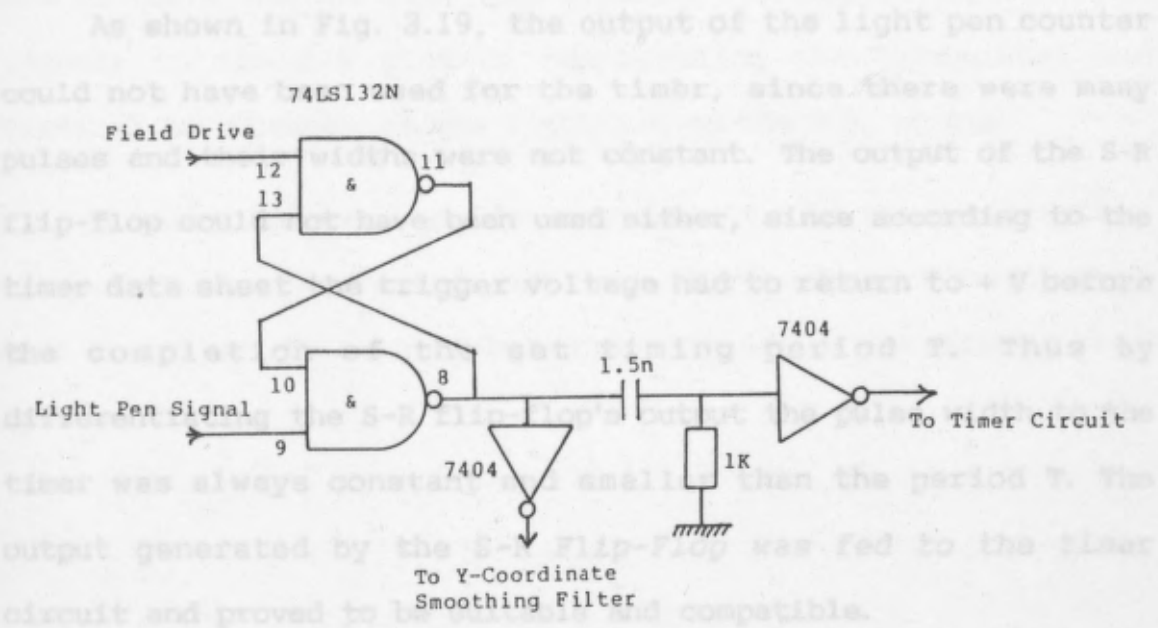 As shown in Fig. 3.19, the output of the light pen counter
could not have been used for the timer, since there were many
74LS132N
Field Drive
pulses and their widths were not constant. The output of the S-R
12
11
&
13
flip-flop could not have been used either, since according to the
timer data sheet the trigger voltage had to return to + V before
7404
the completion of the set timing period T. Thus by
1.5n
10
8
Light Pen Signal
&
differentiating the S-R flip-flop's output the pulse width to the
To Timer Circuit
9
7404
1K
timer was always constant and smaller than the period T. The
output generated by the S-R Flip-Flop was fed to the timer
To Y-Coordinate
Smoothing Filter
circuit and proved to be suitable and compatible.